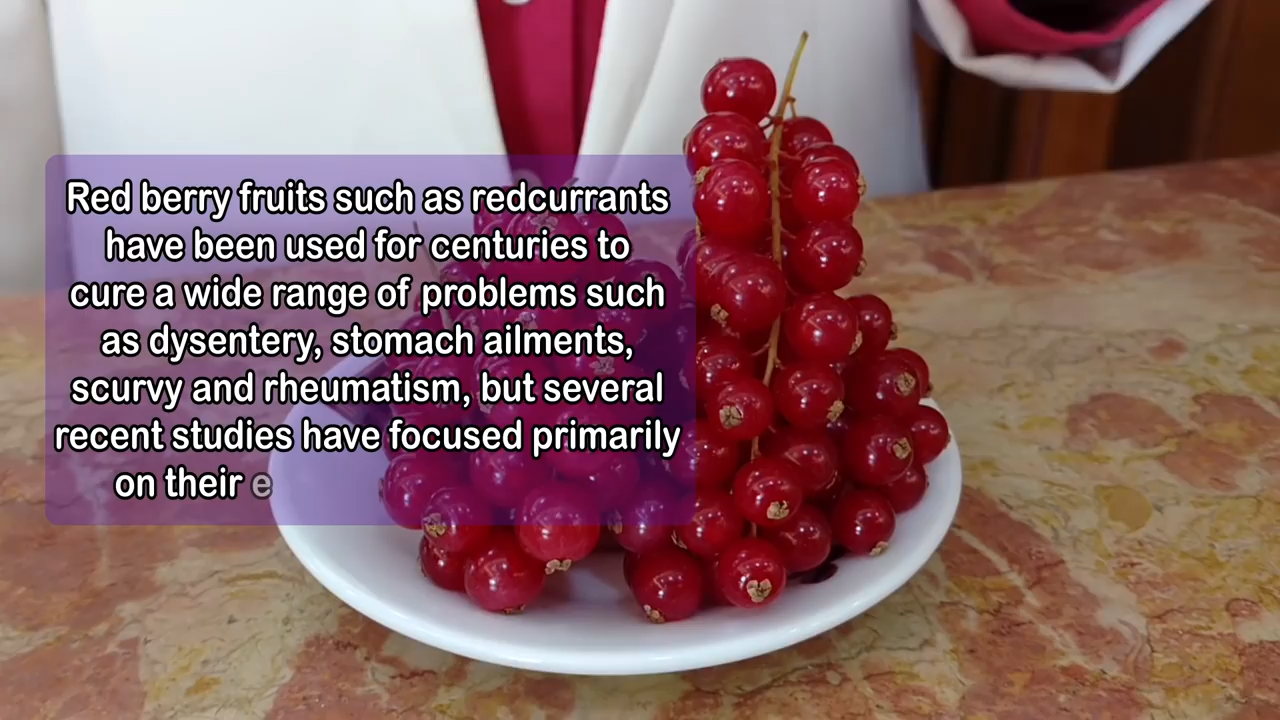 Red berry fruits such as redcurrants
have been used for centuries to
cure a wide range of problems such
as dysentery, stomach ailments,
scurvy and rheumatism, but several
recent studies have focused primarily
on their e